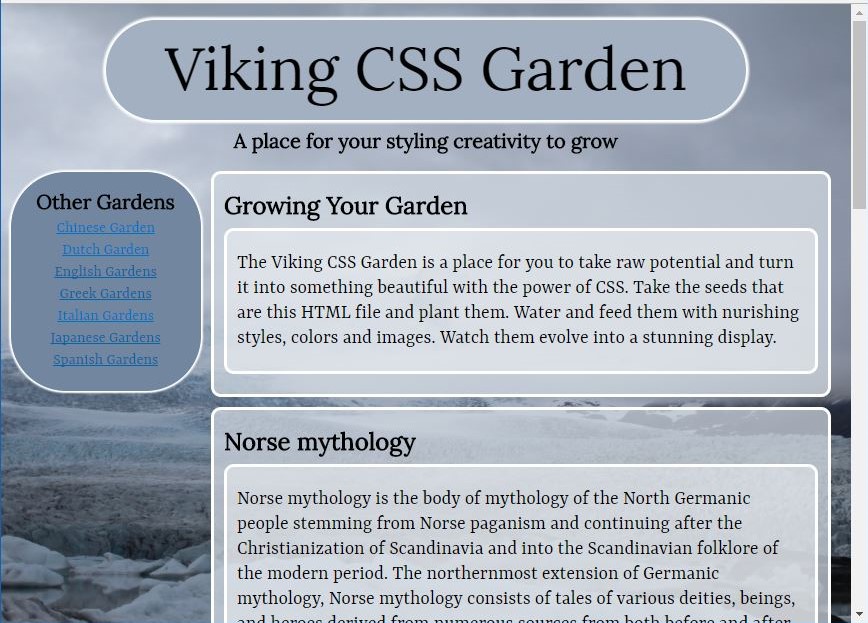 Viking CSS Garden
A place for your styling creativity to grow
Other Gardens
Chinese Garden
Dutch Garden
English Gardens
Greek Gardens
Italian Gardens
Japanese Gardens
Spanish Gardens
Growing Your Garden
The Viking CSS Garden is a place for you to take raw potential and turn
it into something beautiful with the power of CSS. Take the seeds that
are this HTML file and plant them. Water and feed them with nurishing
styles, colors and images. Watch them evolve into a stunning display.
Norse mythology
Norse mythology is the body of mythology of the North Germanic
people stemming from Norse paganism and continuing after the
Christianization of Scandinavia and into the Scandinavian folklore of
the modern period. The northernmost extension of Germanic
mythology, Norse mythology consists of tales of various deities, beings,
and heroes derived from numerous sources from both before and after